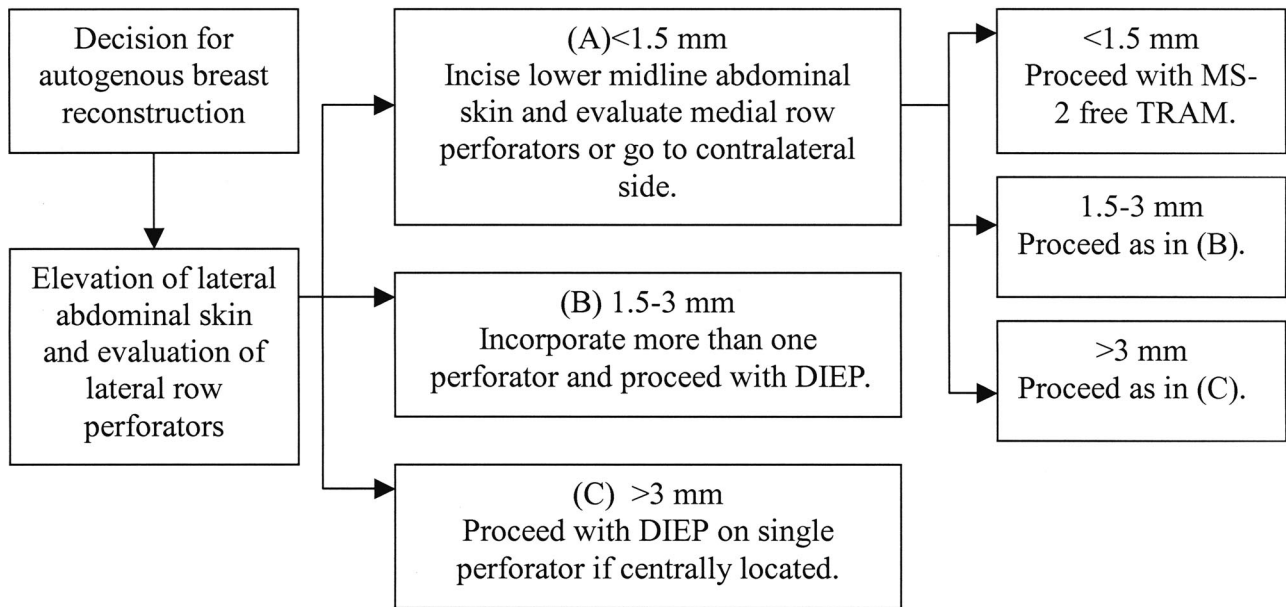 Decision for
autogenous breast
reconstruction
Elevation of lateral
abdominal skin
and evaluation of
lateral row
perforators
(A)<1.5 mm
Incise lower midline abdominal
skin and evaluate medial row
perforators or go to contralateral
side.
(B) 1.5-3 mm
Incorporate more than one
perforator and proceed with DIEP.
(C) >3 mm
Proceed with DIEP on single
perforator if centrally located.
<1.5 mm
Proceed with MS-
2 free TRAM.
1.5-3 mm
Proceed as in (B).
>3 mm
Proceed as in (C).